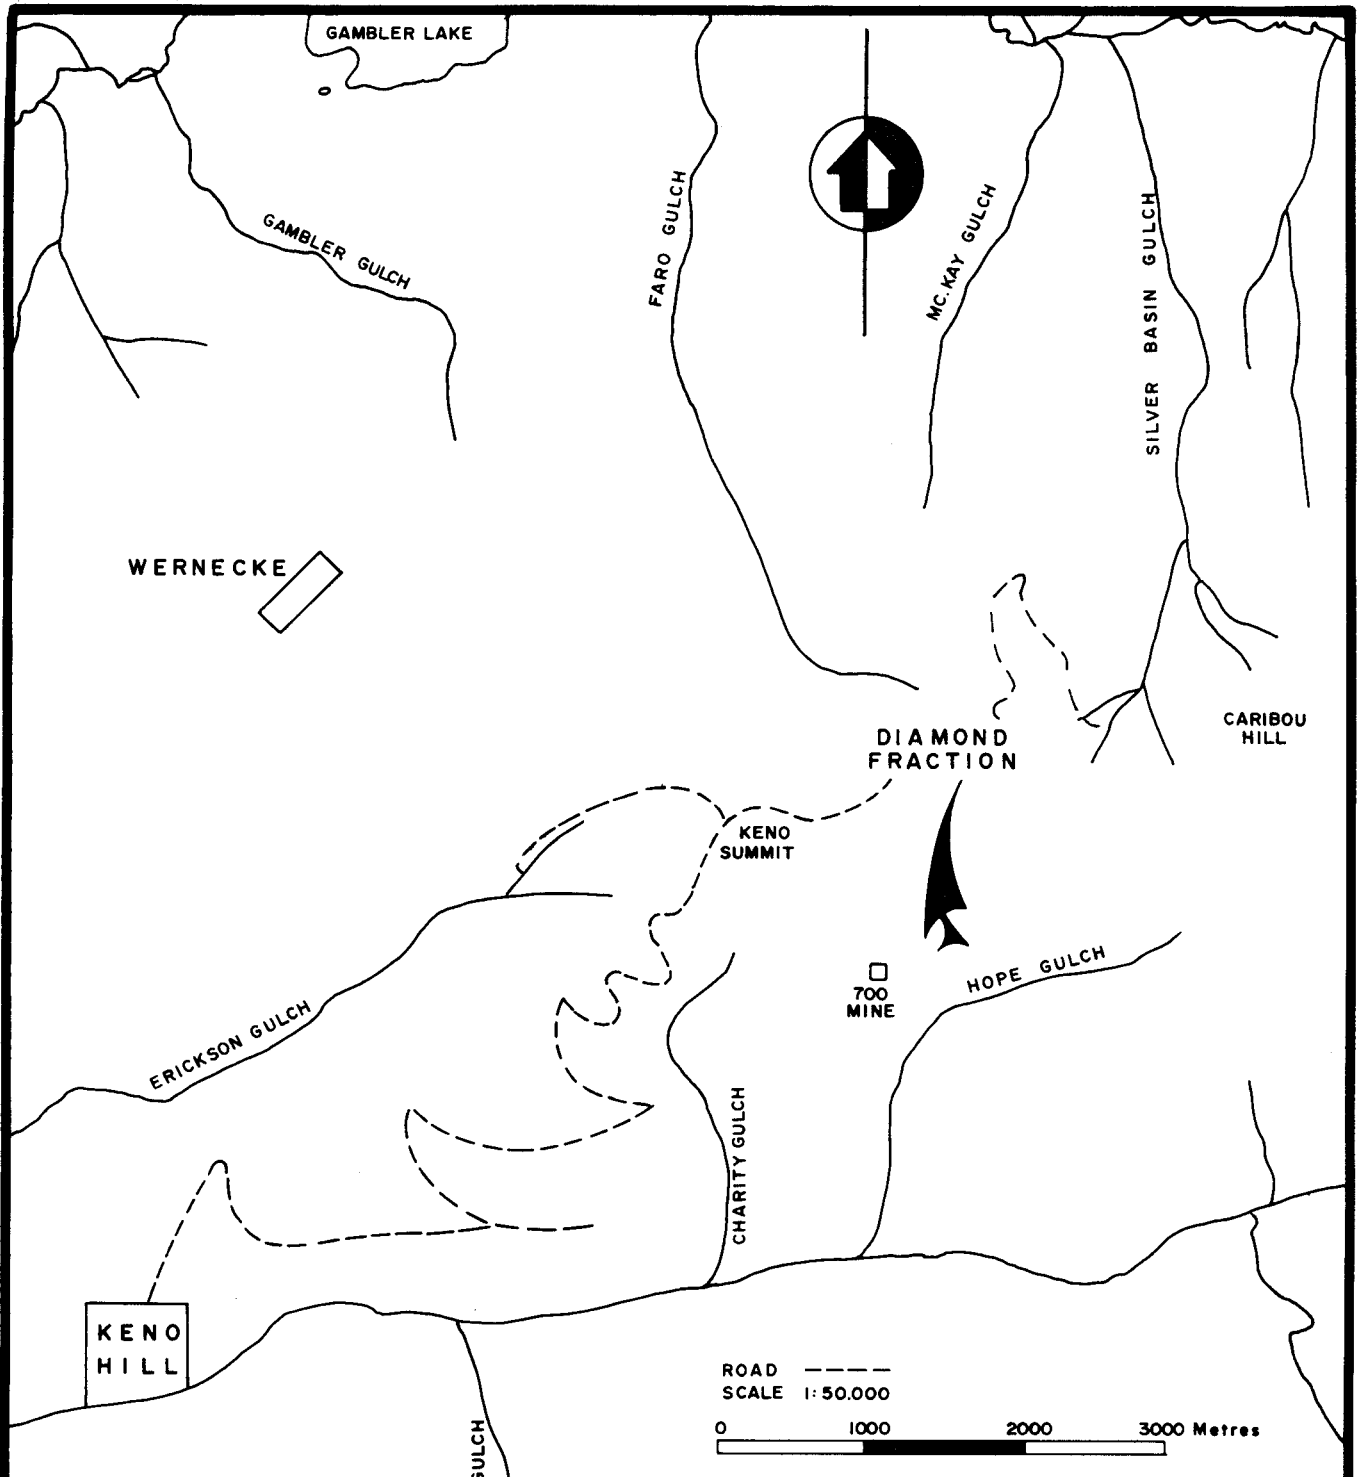 GAMBLER LAKE
GAMBLER GULCH
FARO GULCH
MC.KAY GULCH
SILVER BASIN GULCH
WERNECKE
CARIBOU
HILL
DIAMOND
FRACTION
KENO
SUMMIT
HOPE GULCH
700
MINE
ERICKSON GULCH
CHARITY GULCH
KENO
HILL
ROAD
SCALE 1:50.000
0 1000 2000 3000 Metres
GULCH